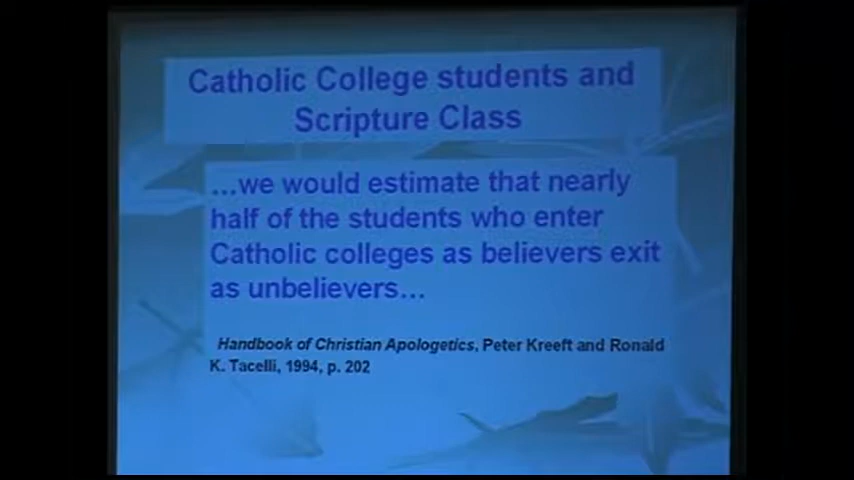 Catholic College students and
Scripture Class
...we would estimate that nearly
half of the students who enter
Catholic colleges as believers exit
as unbelievers...
Handbook of Christian Apologetics, Peter Kreeft and Ronald
K. Tacelli, 1994, p. 202